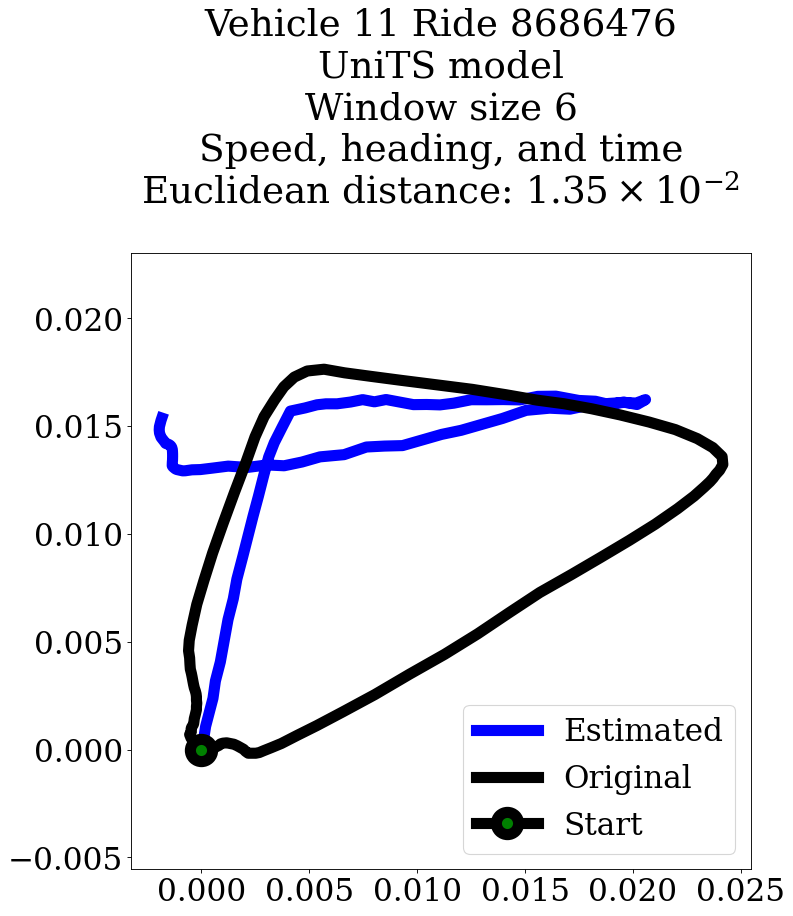 Vehicle 11 Ride 8686476
UniTS model
Window size 6
Speed, heading, and time
Euclidean distance: 1.35 × 10⁻²
0.020
0.015
0.010
0.005
0.000
−0.005
Estimated
Original
Start
0.000 0.005 0.010 0.015 0.020 0.025